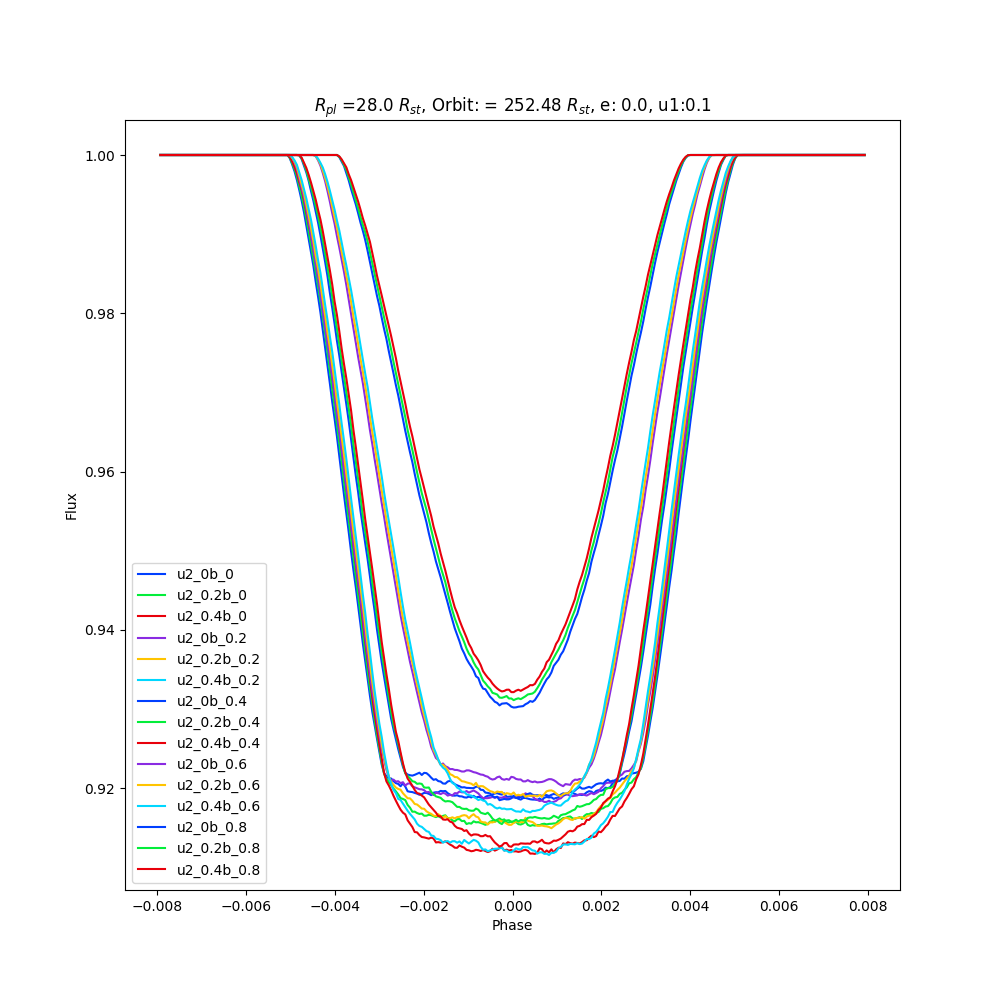 R_pl =28.0 R_st, Orbit: = 252.48 R_st, e: 0.0, u1:0.1
1.00
0.98
0.96
0.94
0.92
Flux
u2_0b_0
u2_0.2b_0
u2_0.4b_0
u2_0b_0.2
u2_0.2b_0.2
u2_0.4b_0.2
u2_0b_0.4
u2_0.2b_0.4
u2_0.4b_0.4
u2_0b_0.6
u2_0.2b_0.6
u2_0.4b_0.6
u2_0b_0.8
u2_0.2b_0.8
u2_0.4b_0.8
−0.008 −0.006 −0.004 −0.002 0.000 0.002 0.004 0.006 0.008
Phase